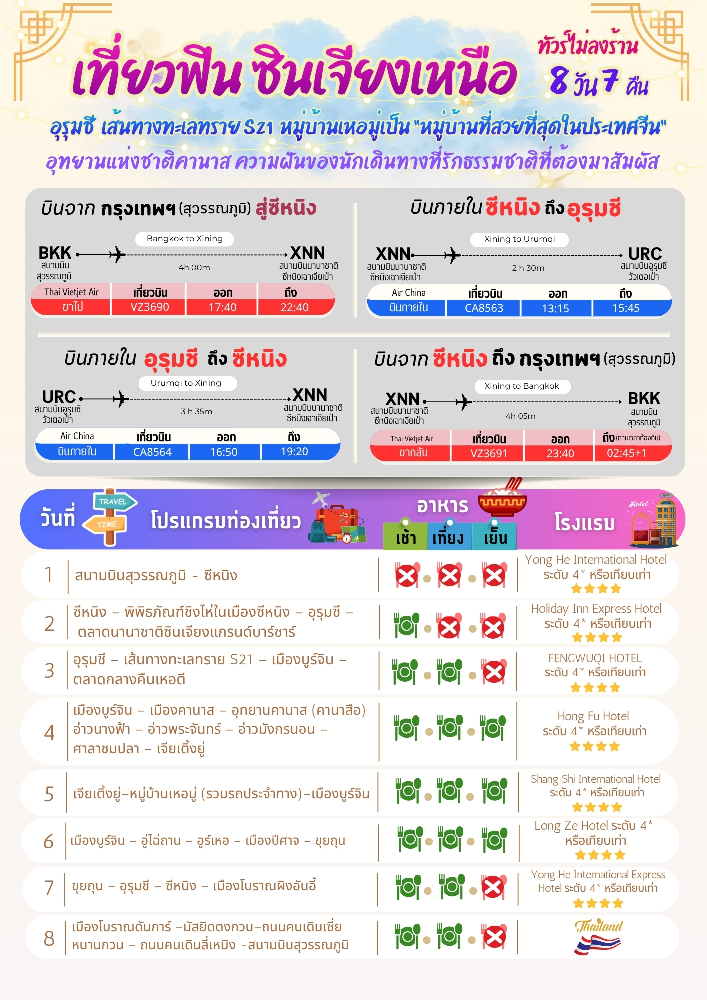 เที่ยวฟิน ซินเจียงเหนือ
ทัวร์ไม่ลงร้าน
8 วัน 7 คืน
อุรุมชี เส้นทางทะเลทราย S21 หมู่บ้านเหอมู่เป็น "หมู่บ้านที่สวยที่สุดในประเทศจีน"
อุทยานแห่งชาติคานาส ความฝันของนักเดินทางที่รักธรรมชาติที่ต้องมาสัมผัส
บินจาก กรุงเทพฯ (สุวรรณภูมิ) สู่ซีหนิง
Bangkok to Xining
BKK XNN
4h 00m
สนามบิน
สุวรรณภูมิ
สนามบินนานาชาติ
ซีหนิงเฉาเจียเป่า
Thai Vietjet Air เที่ยวบิน ออก ถึง
ขาไป VZ3690 17:40 22:40
บินภายใน ซีหนิง ถึง อุรุมชี
Xining to Urumqi
XNN URC
2 h 30m
สนามบินนานาชาติ
ซีหนิงเฉาเจียเป่า
สนามบินอูรุมชี
วัวเตอเป่า
Air China เที่ยวบิน ออก ถึง
บินภายใน CA8563 13:15 15:45
บินภายใน อุรุมชี ถึง ซีหนิง
Urumqi to Xining
URC XNN
3 h 35m
สนามบินอูรุมชี
วัวเตอเป่า
สนามบินนานาชาติ
ซีหนิงเฉาเจียเป่า
Air China เที่ยวบิน ออก ถึง
บินภายใน CA8564 16:50 19:20
บินจาก ซีหนิง ถึง กรุงเทพฯ (สุวรรณภูมิ)
Xining to Bangkok
XNN BKK
4h 05m
สนามบินนานาชาติ
ซีหนิงเฉาเจียเป่า
สนามบิน
สุวรรณภูมิ
Thai Vietjet Air เที่ยวบิน ออก ถึง (ตามเวลาท้องถิ่น)
ขากลับ VZ3691 23:40 02:45+1
วันที่
TRAVEL
TIME
โปรแกรมท่องเที่ยว
อาหาร
เช้า เที่ยง เย็น
โรงแรม
Hotel
1
สนามบินสุวรรณภูมิ - ซีหนิง
Yong He International Hotel
ระดับ 4* หรือเทียบเท่า
2
ซีหนิง – พิพิธภัณฑ์ชิงไห่ในเมืองซีหนิง – อุรุมชี –
ตลาดนานาชาติซินเจียงแกรนด์บาร์ซาร์
Holiday Inn Express Hotel
ระดับ 4* หรือเทียบเท่า
3
อุรุมชี – เส้นทางทะเลทราย S21 – เมืองบูร์จิน –
ตลาดกลางคืนเหอตี
FENGWUQI HOTEL
ระดับ 4* หรือเทียบเท่า
4
เมืองบูร์จิน – เมืองคานาส – อุทยานคานาส (คานาสือ)
อ่าวนางฟ้า – อ่าวพระจันทร์ – อ่าวมังกรนอน –
ศาลาชมปลา – เจียเติ้งยู่
Hong Fu Hotel
ระดับ 4* หรือเทียบเท่า
5
เจียเติ้งยู่–หมู่บ้านเหอมู่ (รวมรถประจำทาง)–เมืองบูร์จิน
Shang Shi International Hotel
ระดับ 4* หรือเทียบเท่า
6
เมืองบูร์จิน – อู่ไฉ่ถาน – อูร์เหอ – เมืองปีศาจ – ขุยถุน
Long Ze Hotel ระดับ 4*
หรือเทียบเท่า
7
ขุยถุน – อุรุมชี – ซีหนิง – เมืองโบราณผิงอันอี้
Yong He International Express
Hotel ระดับ 4* หรือเทียบเท่า
8
เมืองโบราณดันการ์ –มัสยิดตงกวน–ถนนคนเดินเซี่ย
หนานกวน – ถนนคนเดินลี่เหมิง -สนามบินสุวรรณภูมิ
Thailand